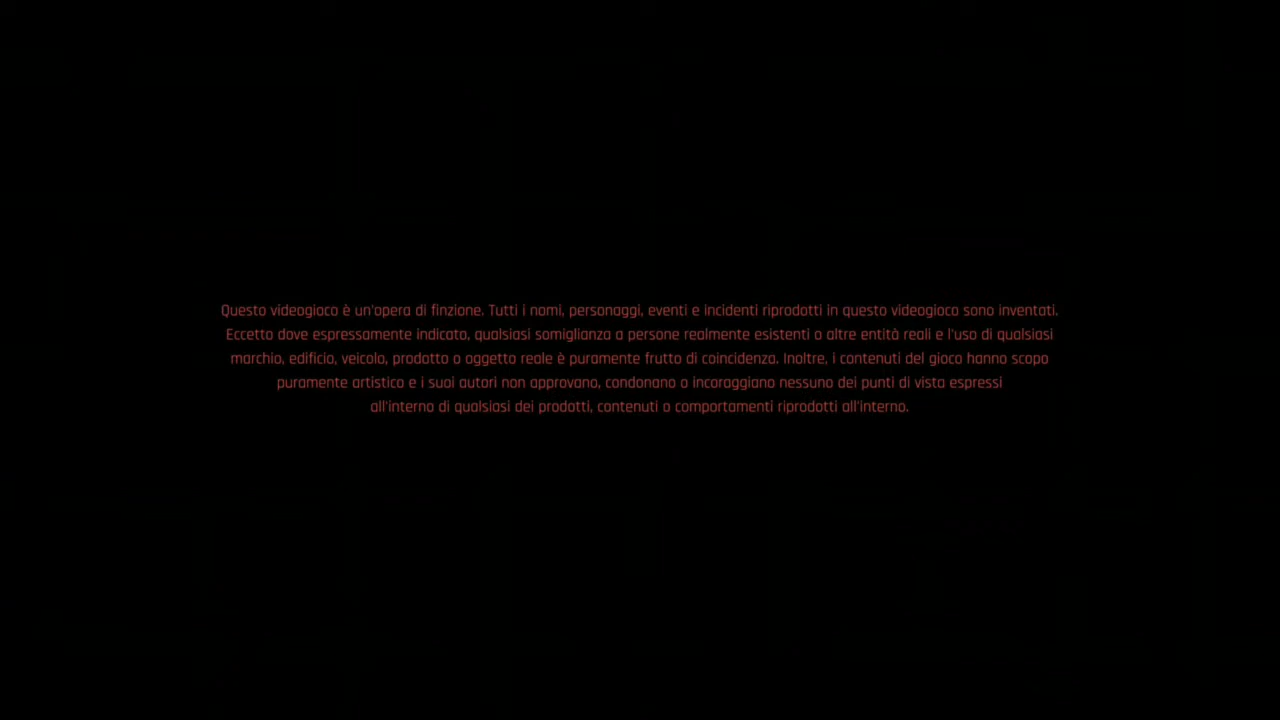 Questo videogioco è un'opera di finzione. Tutti i nomi, personaggi, eventi e incidenti riprodotti in questo videogioco sono inventati.
Eccetto dove espressamente indicato, qualsiasi somiglianza a persone realmente esistenti o altre entità reali e l'uso di qualsiasi
marchio, edificio, veicolo, prodotto o oggetto reale è puramente frutto di coincidenza. Inoltre, i contenuti del gioco hanno scopo
puramente artistico e i suoi autori non approvano, condonano o incoraggiano nessuno dei punti di vista espressi
all'interno di qualsiasi dei prodotti, contenuti o comportamenti riprodotti all'interno.